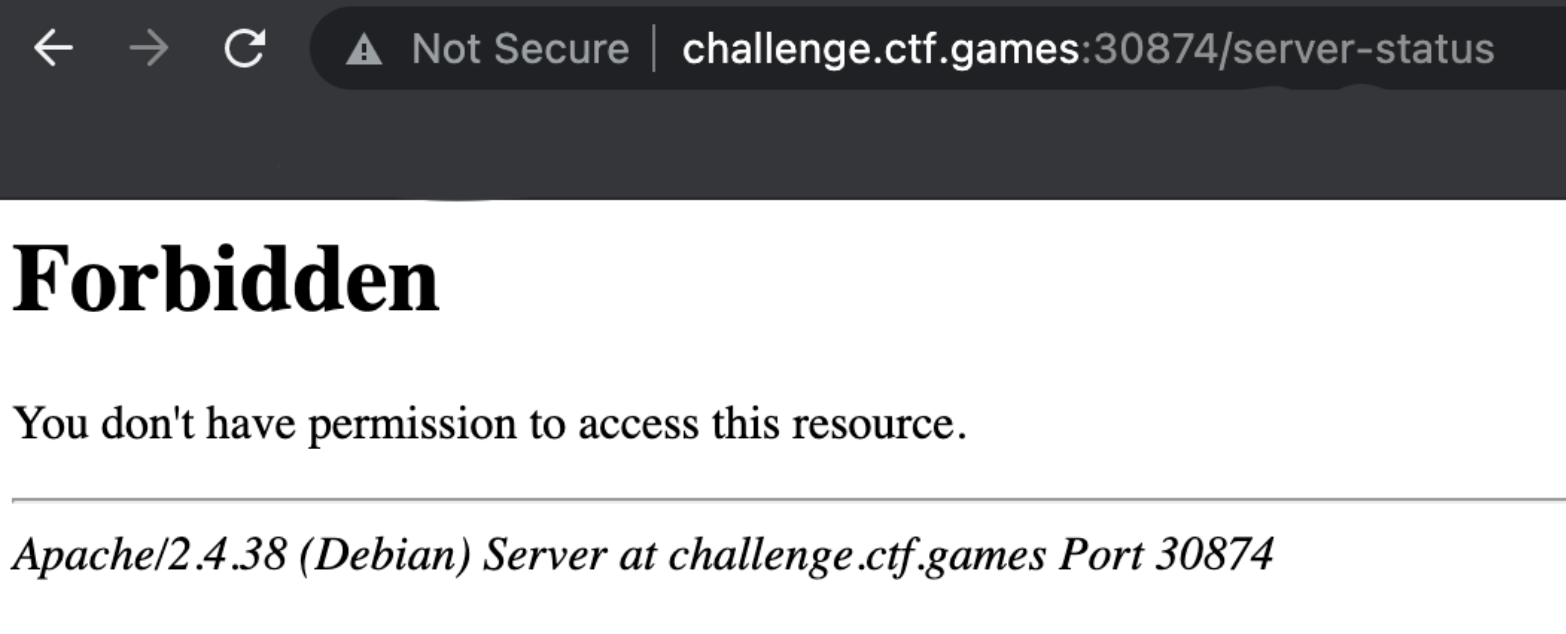 Not Secure | challenge.ctf.games:30874/server-status
Forbidden
You don't have permission to access this resource.
Apache/2.4.38 (Debian) Server at challenge.ctf.games Port 30874